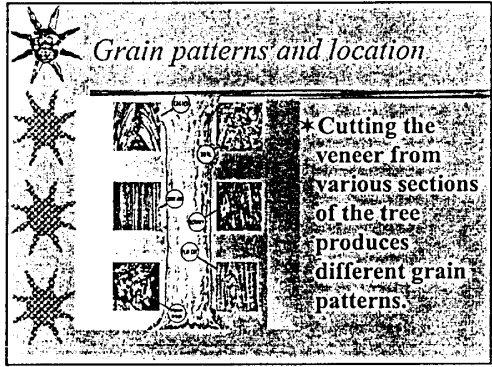 Grain patterns and location
Cutting the
veneer from
various sections
of the tree
produces
different grain
patterns.